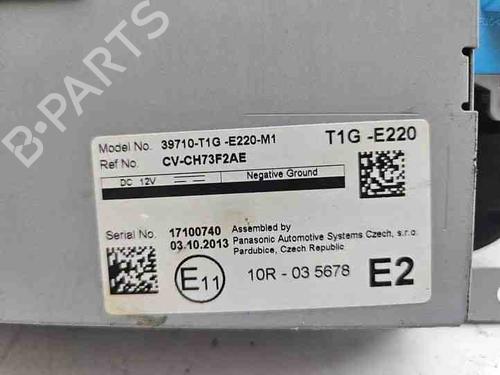 Model No. 39710-T1G -E220-M1 T1G -E220
Ref No. CV-CH73F2AE
DC 12V Negative Ground
Serial No. 17100740 Assembled by
03.10.2013 Panasonic Automotive Systems Czech, s.r.o.
Pardubice, Czech Republic
E11 10R - 03 5678 E2
B-PARTS